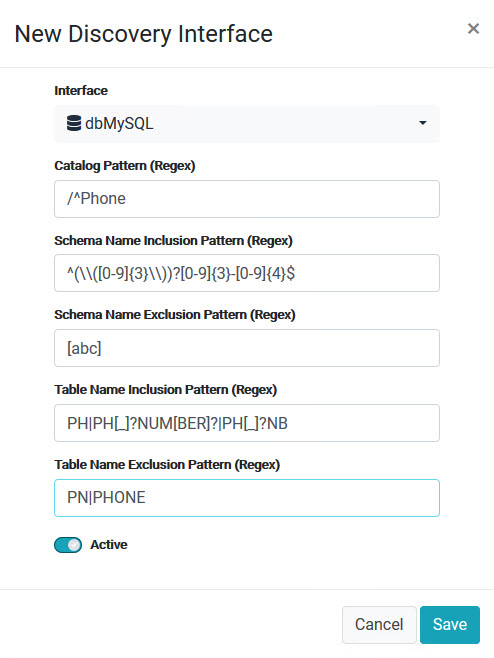 New Discovery Interface
×
Interface
dbMySQL
Catalog Pattern (Regex)
/^Phone
Schema Name Inclusion Pattern (Regex)
^(\\([0-9]{3}\\))?[0-9]{3}-[0-9]{4}$
Schema Name Exclusion Pattern (Regex)
[abc]
Table Name Inclusion Pattern (Regex)
PH|PH[_]?NUM[BER]?|PH[_]?NB
Table Name Exclusion Pattern (Regex)
PN|PHONE
Active
Cancel Save